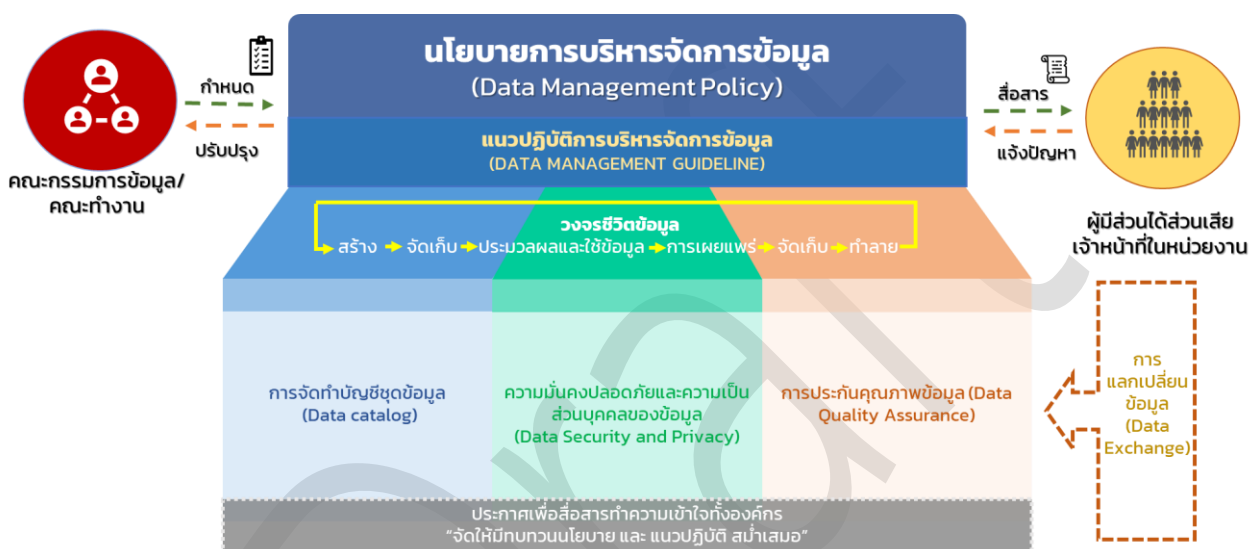 นโยบายการบริหารจัดการข้อมูล
(Data Management Policy)
กำหนด
ปรับปรุง
คณะกรรมการข้อมูล/
คณะทำงาน
แนวปฏิบัติการบริหารจัดการข้อมูล
(DATA MANAGEMENT GUIDELINE)
สื่อสาร
แจ้งปัญหา
ผู้มีส่วนได้ส่วนเสีย
เจ้าหน้าที่ในหน่วยงาน
วงจรชีวิตข้อมูล
สร้าง จัดเก็บ ประมวลผลและใช้ข้อมูล การเผยแพร่ จัดเก็บ ทำลาย
การจัดทำบัญชีชุดข้อมูล
(Data catalog)
ความมั่นคงปลอดภัยและความเป็น
ส่วนบุคคลของข้อมูล
(Data Security and Privacy)
การประกันคุณภาพข้อมูล (Data
Quality Assurance)
การ
แลกเปลี่ยน
ข้อมูล
(Data
Exchange)
ประกาศเพื่อสื่อสารทำความเข้าใจทั้งองค์กร
“จัดให้มีทบทวนนโยบาย และ แนวปฏิบัติ สม่ำเสมอ”
Draft